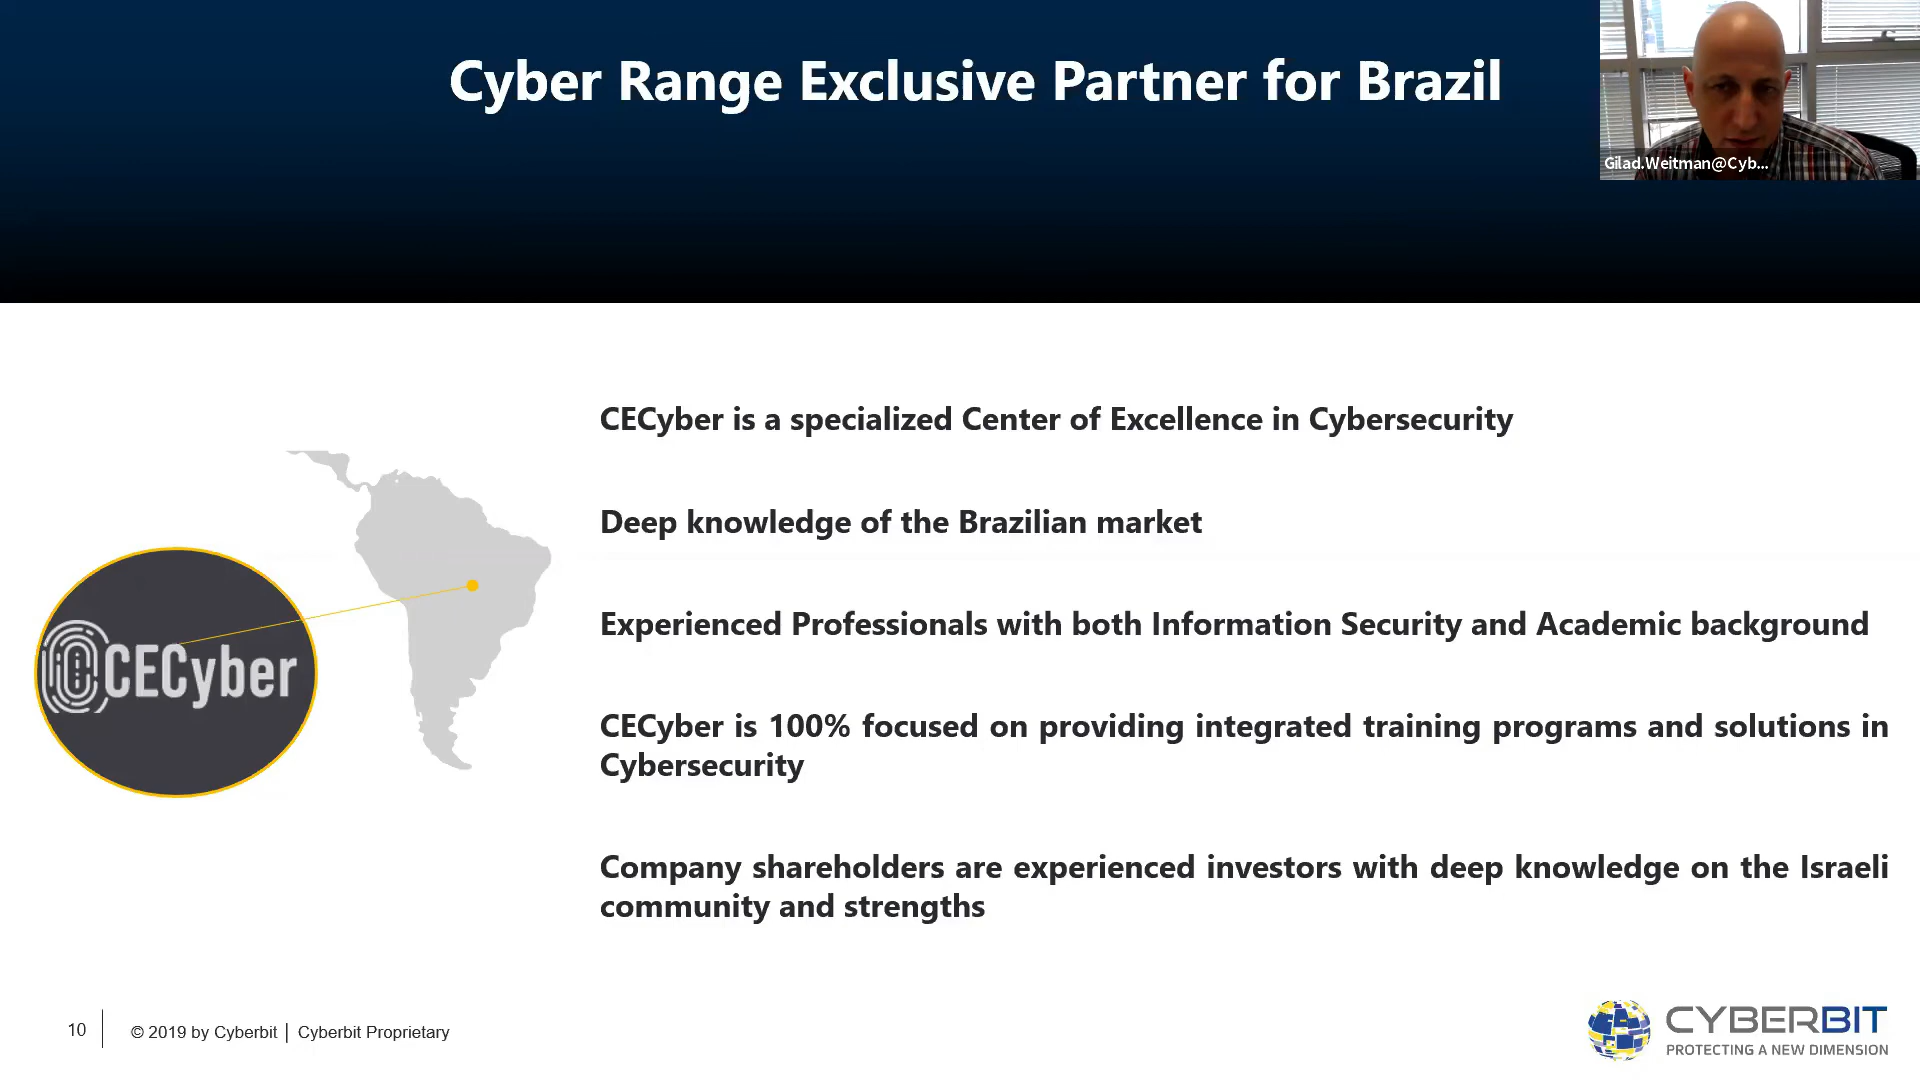 Cyber Range Exclusive Partner for Brazil
Gilad.Weitman@Cyb...
CECyber is a specialized Center of Excellence in Cybersecurity
Deep knowledge of the Brazilian market
Experienced Professionals with both Information Security and Academic background
CECyber
CECyber is 100% focused on providing integrated training programs and solutions in
Cybersecurity
Company shareholders are experienced investors with deep knowledge on the Israeli
community and strengths
10
© 2019 by Cyberbit | Cyberbit Proprietary
CYBERBIT
PROTECTING A NEW DIMENSION